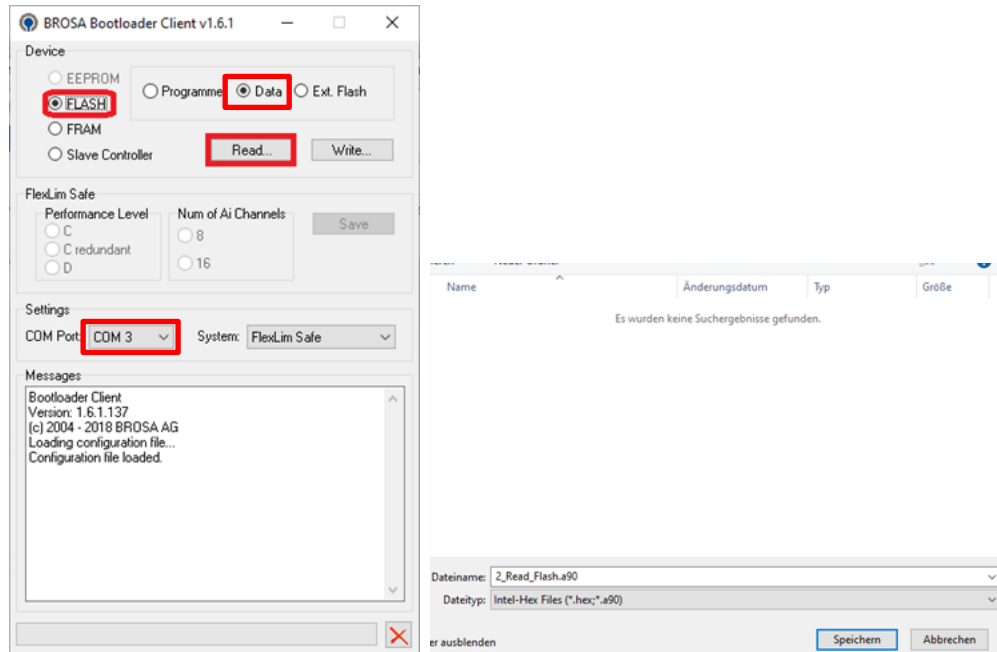 BROSA Bootloader Client v1.6.1
Device
EEPROM
FLASH
FRAM
Slave Controller
Programme
Data
Ext. Flash
Read...
Write...
FlexLim Safe
Performance Level
C
C redundant
D
Num of Ai Channels
8
16
Save
Settings
COM Port:
COM 3
System:
FlexLim Safe
Messages
Bootloader Client
Version: 1.6.1.137
(c) 2004 - 2018 BROSA AG
Loading configuration file...
Configuration file loaded.
Name
Änderungsdatum
Typ
Größe
Es wurden keine Suchergebnisse gefunden.
Dateiname:
2_Read_Flash.a90
Dateityp:
Intel-Hex Files (*.hex;*.a90)
er ausblenden
Speichern
Abbrechen